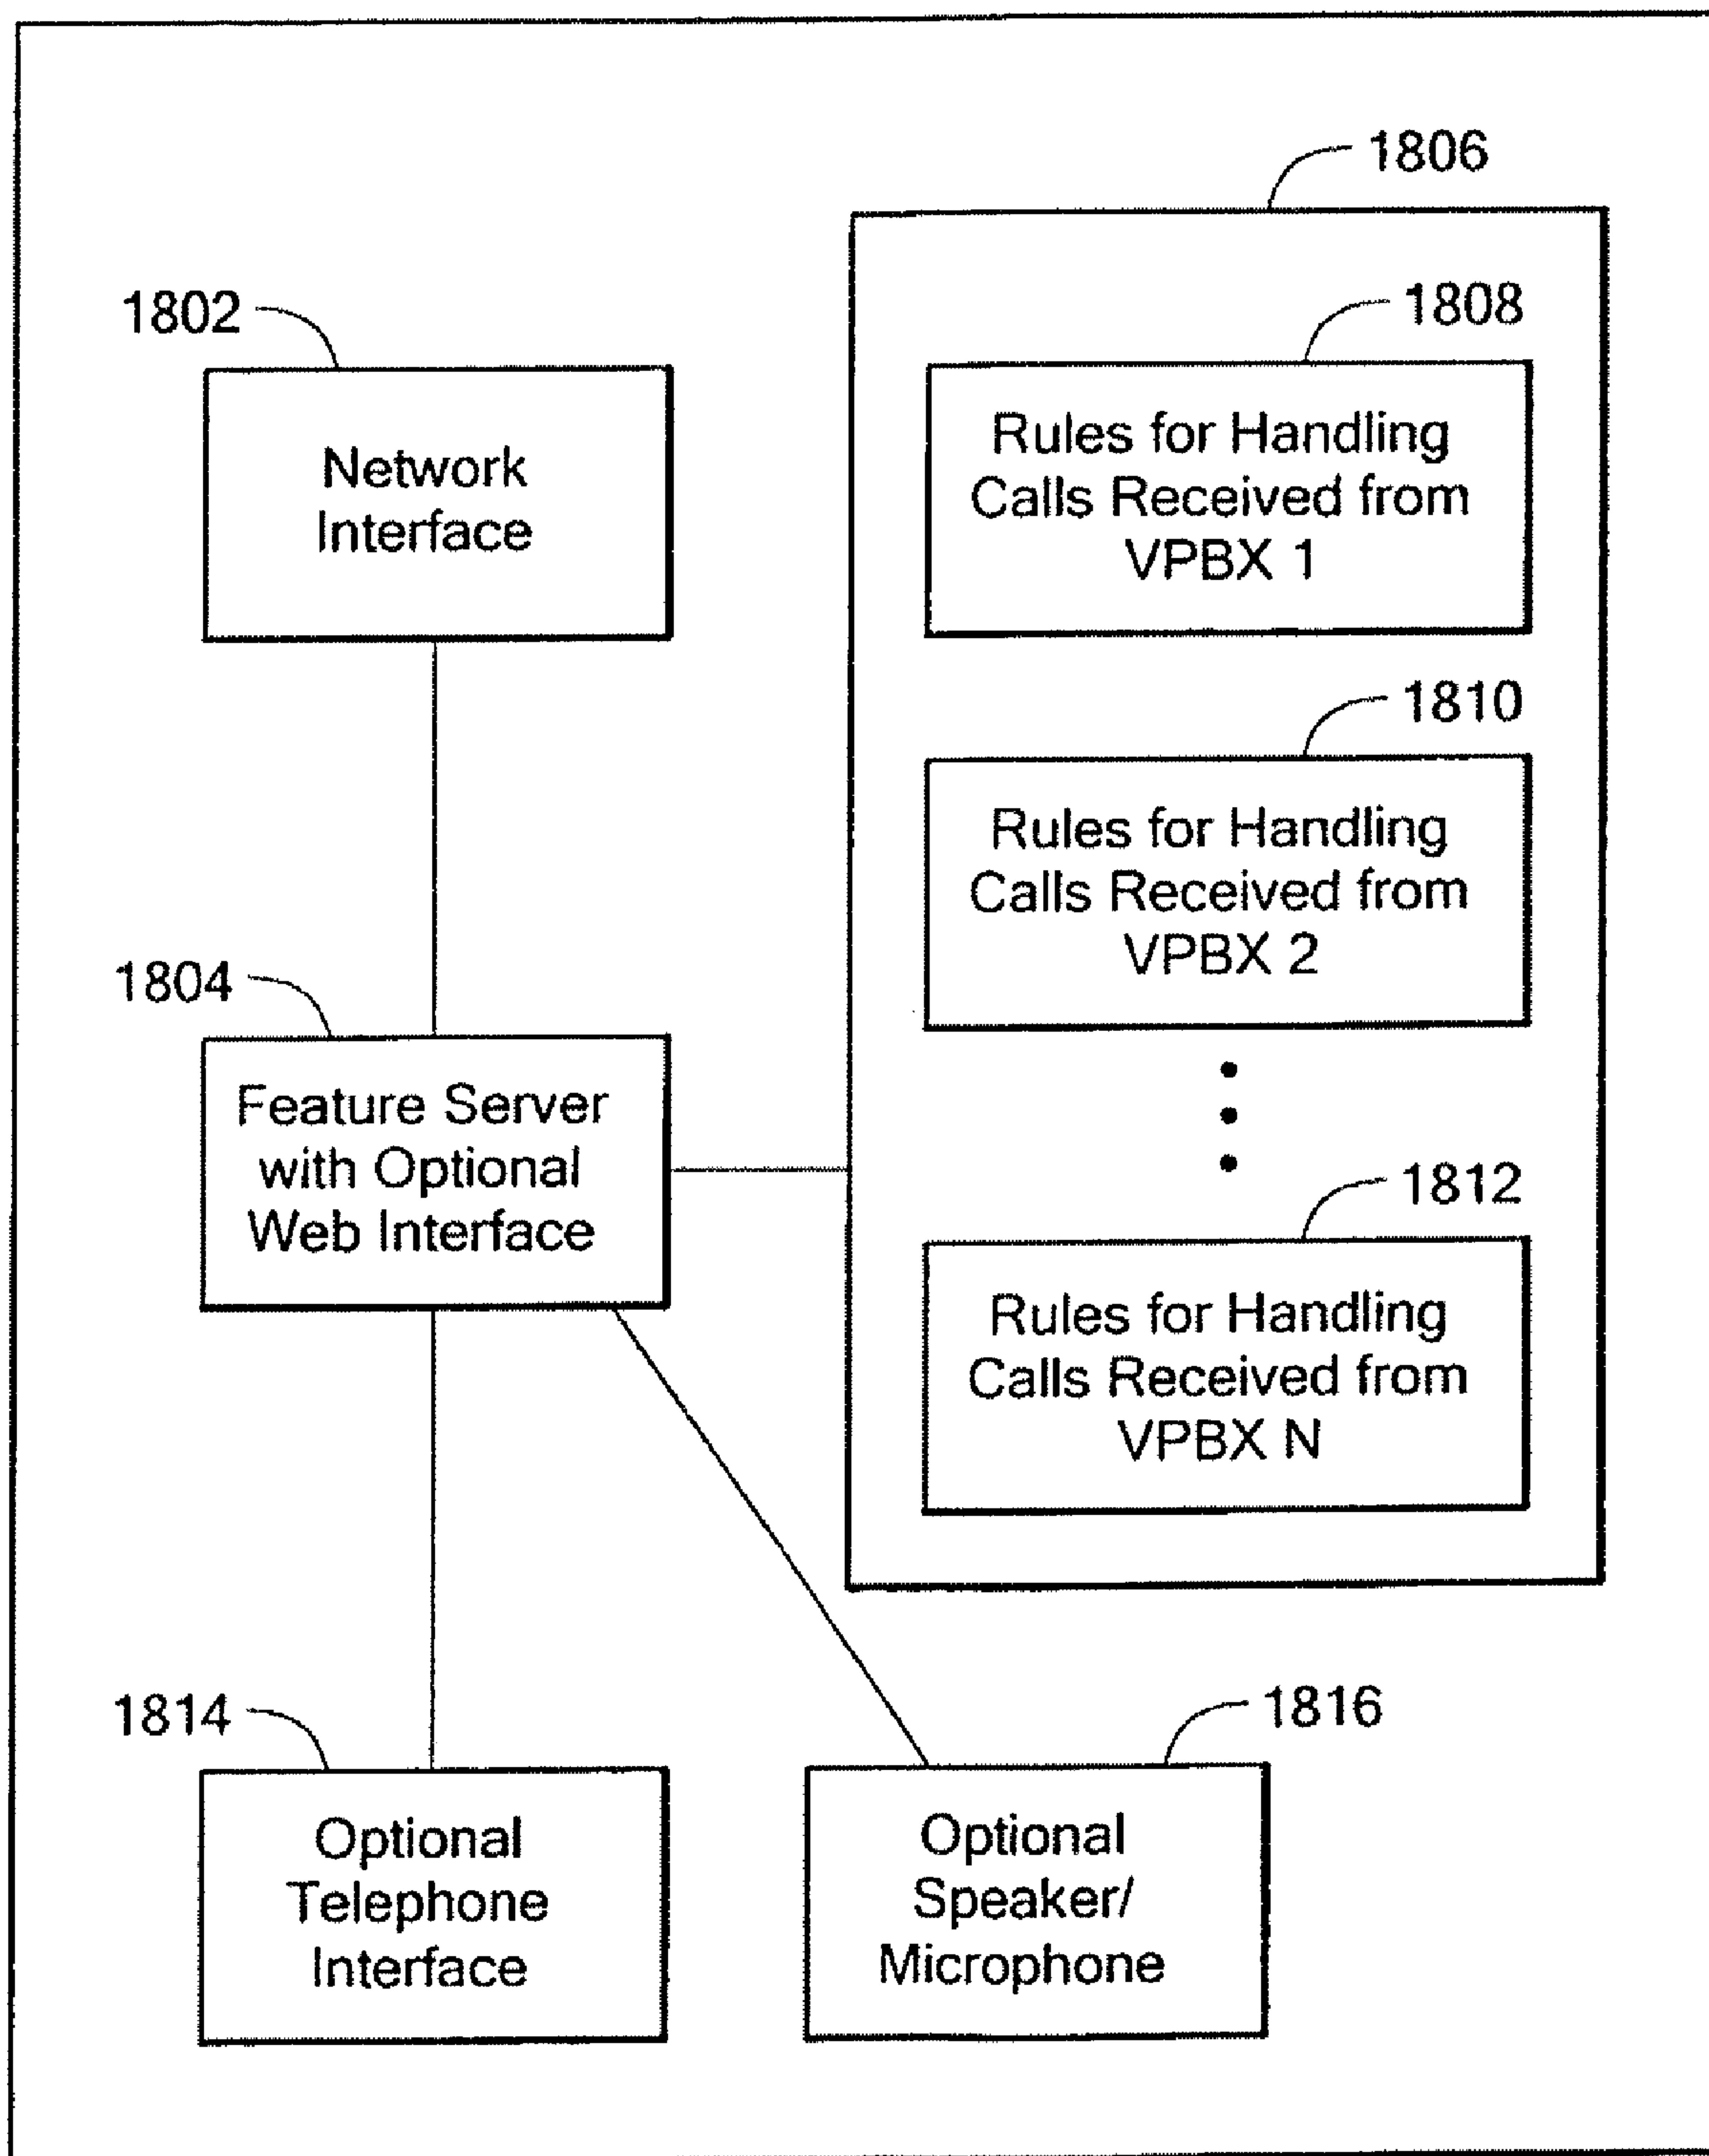 1806
1802
1808
Network
Interface
Rules for Handling
Calls Received from
VPBX 1
1810
Rules for Handling
Calls Received from
VPBX 2
1804
Feature Server
with Optional
Web Interface
1812
Rules for Handling
Calls Received from
VPBX N
1814
1816
Optional
Telephone
Interface
Optional
Speaker/
Microphone